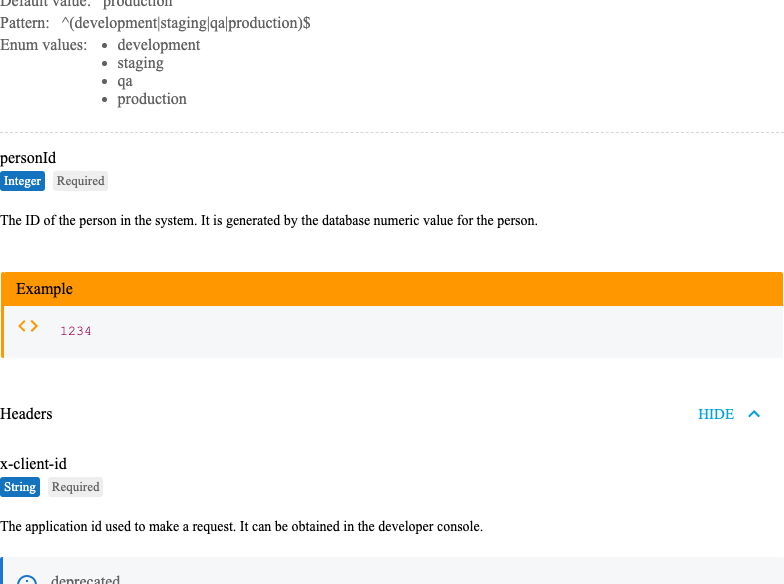 Default value: production
Pattern: ^(development|staging|qa|production)$
Enum values: • development
• staging
• qa
• production
personId
Integer Required
The ID of the person in the system. It is generated by the database numeric value for the person.
Example
<> 1234
Headers HIDE
x-client-id
String Required
The application id used to make a request. It can be obtained in the developer console.
deprecated